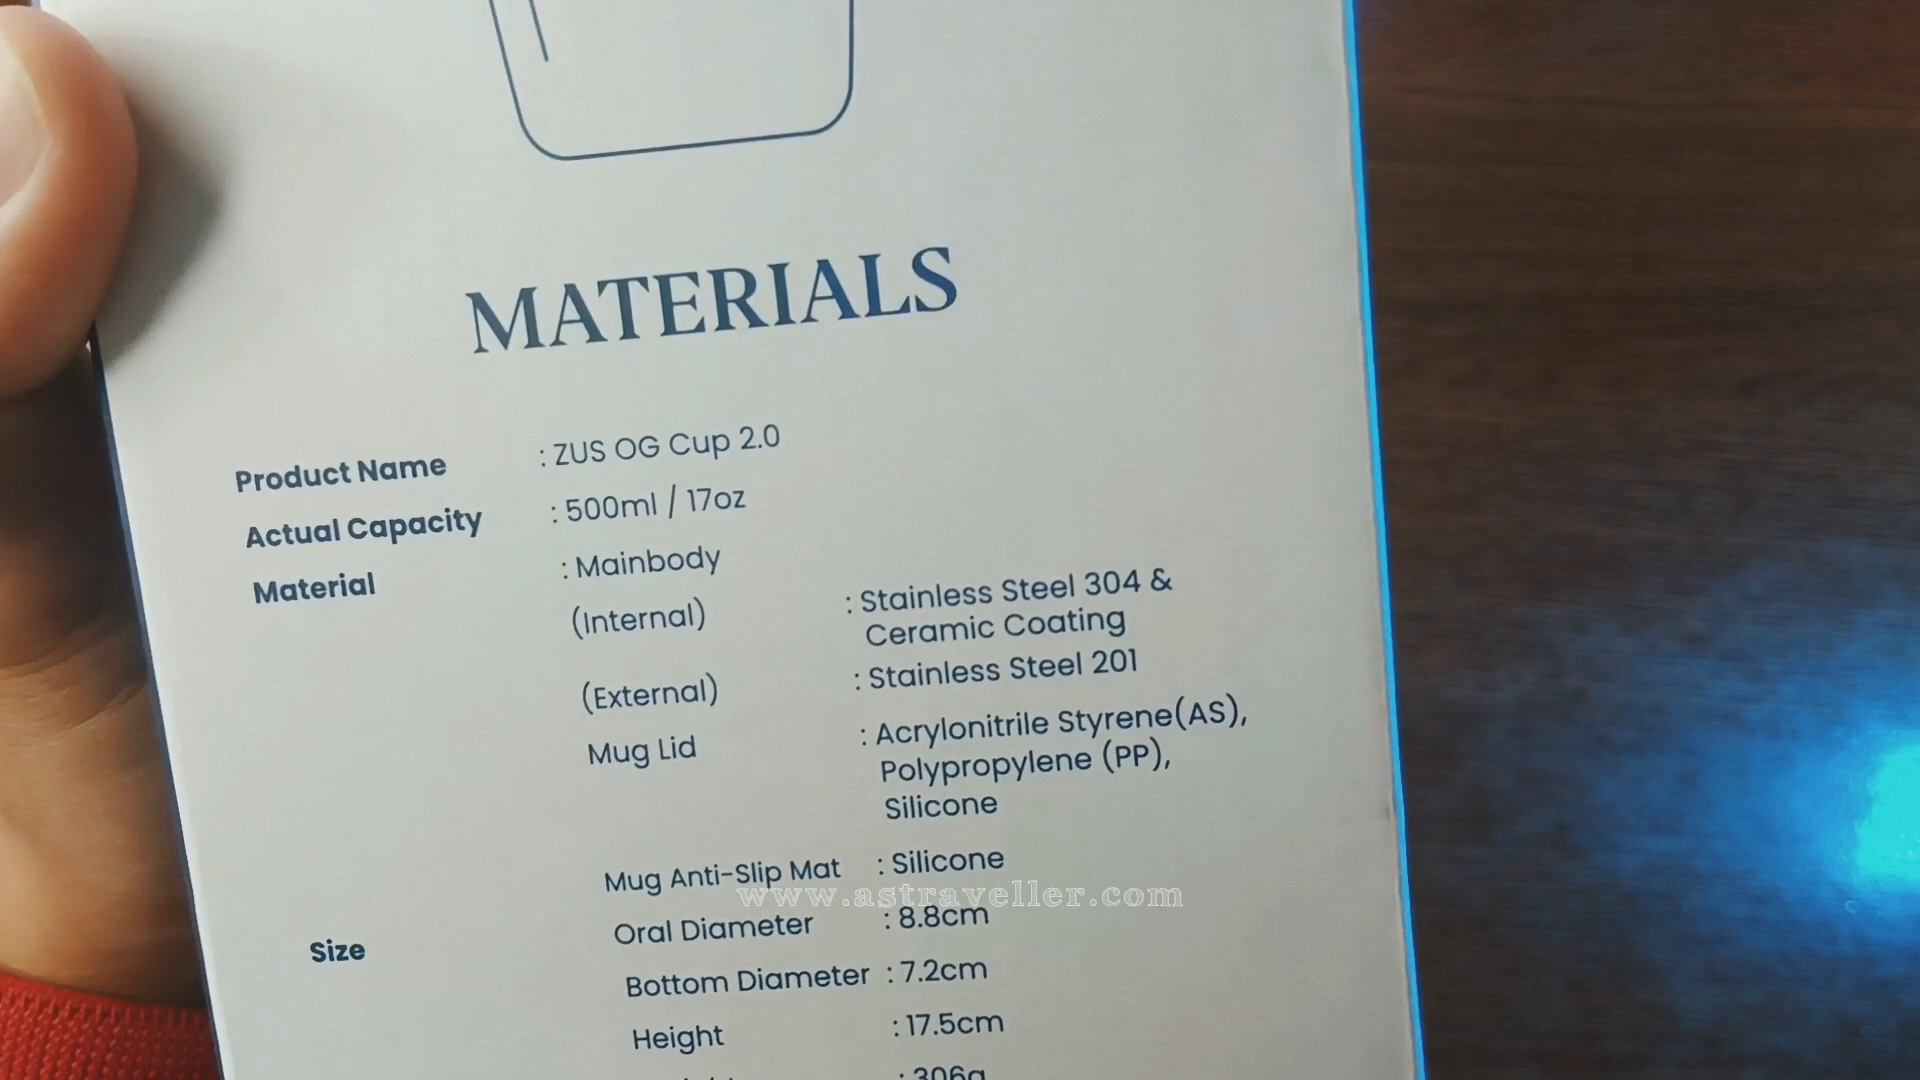 MATERIALS
Product Name : ZUS OG Cup 2.0
Actual Capacity : 500ml / 17oz
Material : Mainbody
(Internal) : Stainless Steel 304 &
Ceramic Coating
(External) : Stainless Steel 201
Mug Lid : Acrylonitrile Styrene(AS),
Polypropylene (PP),
Silicone
Mug Anti-Slip Mat : Silicone
www.astraveller.com
Size Oral Diameter : 8.8cm
Bottom Diameter : 7.2cm
Height : 17.5cm
: 306g